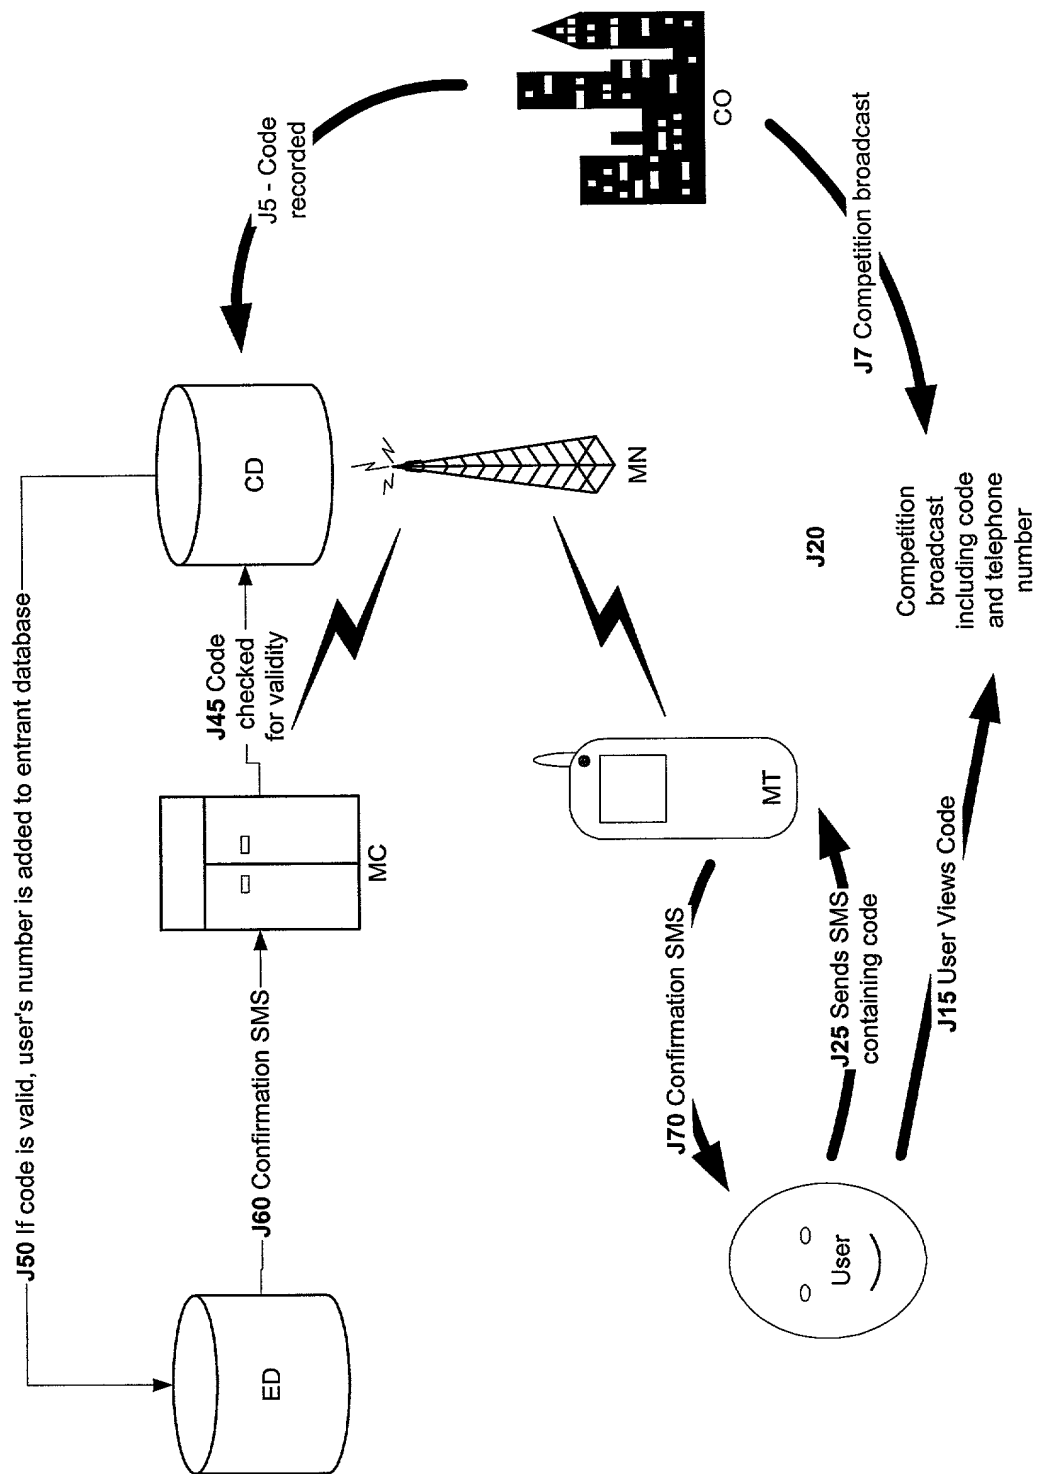 J50 If code is valid, user's number is added to entrant database
ED
J60 Confirmation SMS
MC
J45 Code
checked
for validity
CD
J5 - Code
recorded
MN
CO
J7 Competition broadcast
J20
Competition
broadcast
including code
and telephone
number
MT
J70 Confirmation SMS
J25 Sends SMS
containing code
J15 User Views Code
User